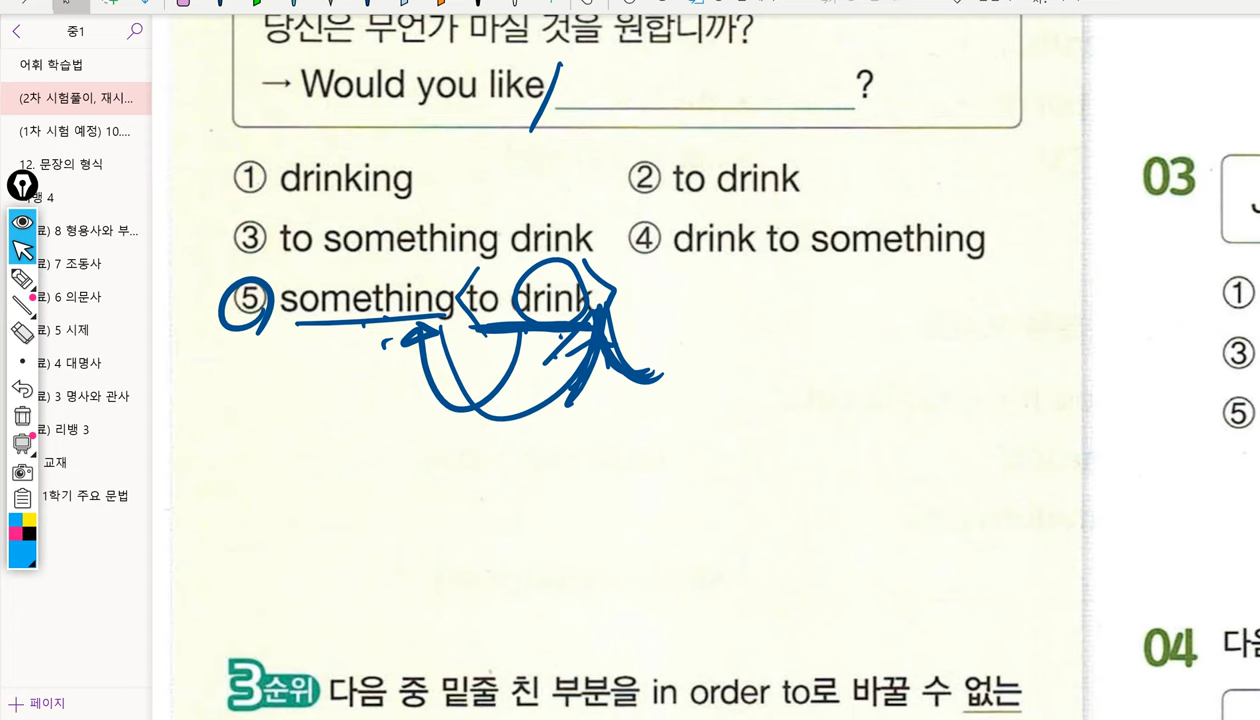 중1
어휘 학습법
(2차 시험풀이, 재시...
(1차 시험 예정) 10....
12. 문장의 형식
4
료) 8 형용사와 부...
료) 7 조동사
료) 6 의문사
료) 5 시제
료) 4 대명사
료) 3 명사와 관사
료) 리뱅 3
교재
1학기 주요 문법
페이지
당신은 무언가 마실 것을 원합니까?
→ Would you like ____________ ?
① drinking
② to drink
③ to something drink
④ drink to something
⑤ something to drink
3순위 다음 중 밑줄 친 부분을 in order to로 바꿀 수 없는
03
①
③
⑤
04